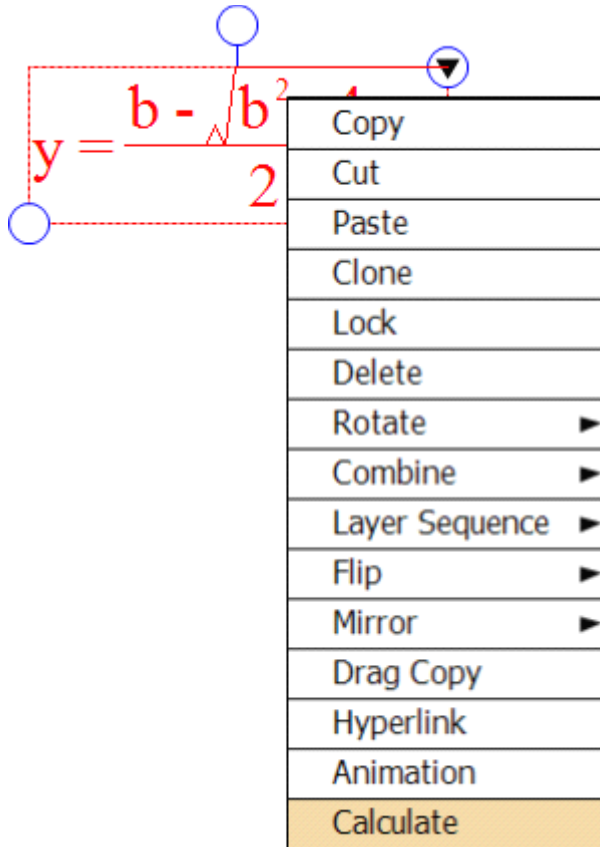 y = b - √b²
2
Copy
Cut
Paste
Clone
Lock
Delete
Rotate
Combine
Layer Sequence
Flip
Mirror
Drag Copy
Hyperlink
Animation
Calculate